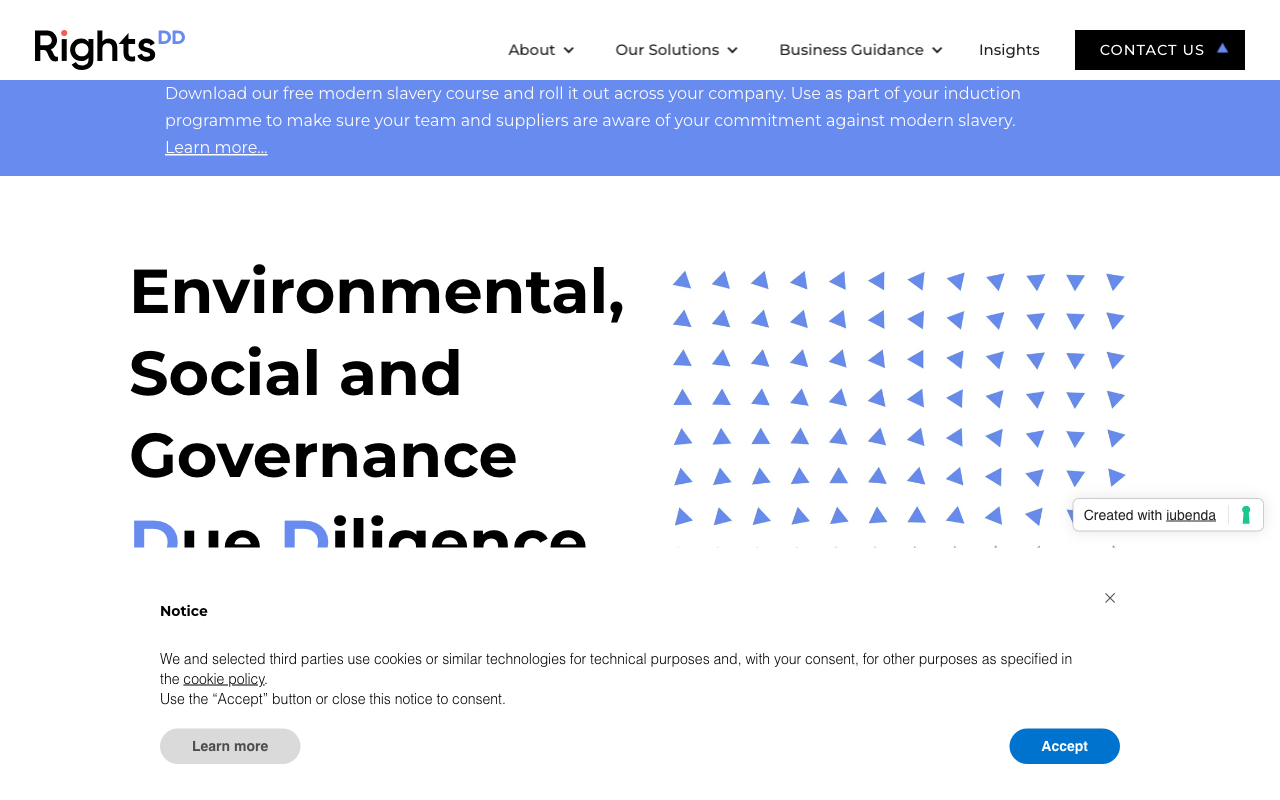 RightsDD
About
Our Solutions
Business Guidance
Insights
CONTACT US
Download our free modern slavery course and roll it out across your company. Use as part of your induction
programme to make sure your team and suppliers are aware of your commitment against modern slavery.
Learn more...
Environmental,
Social and
Governance
Due Diligence
Created with iubenda
Notice
We and selected third parties use cookies or similar technologies for technical purposes and, with your consent, for other purposes as specified in
the cookie policy.
Use the “Accept” button or close this notice to consent.
Learn more
Accept